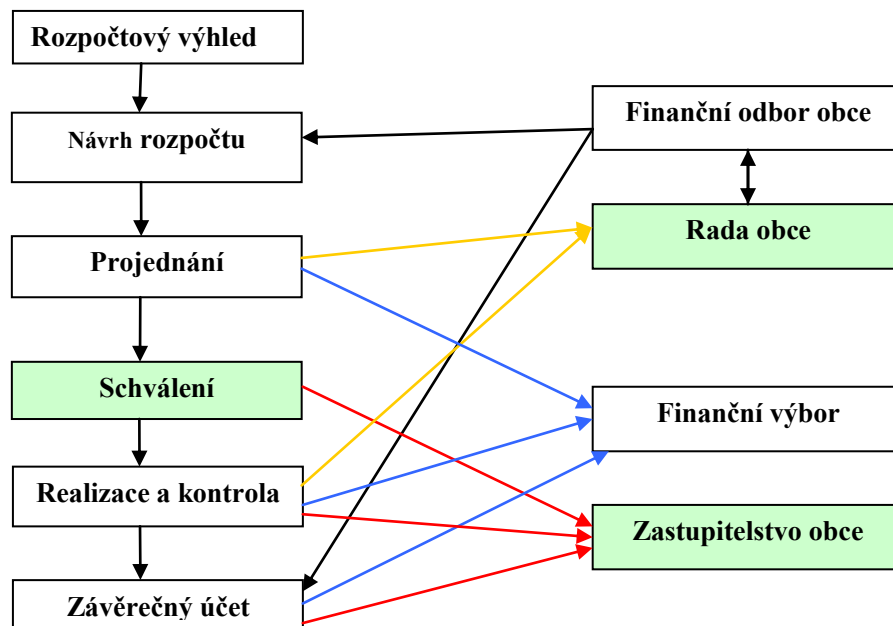 Rozpočtový výhled
Návrh rozpočtu
Projednání
Schválení
Realizace a kontrola
Závěrečný účet
Finanční odbor obce
Rada obce
Finanční výbor
Zastupitelstvo obce